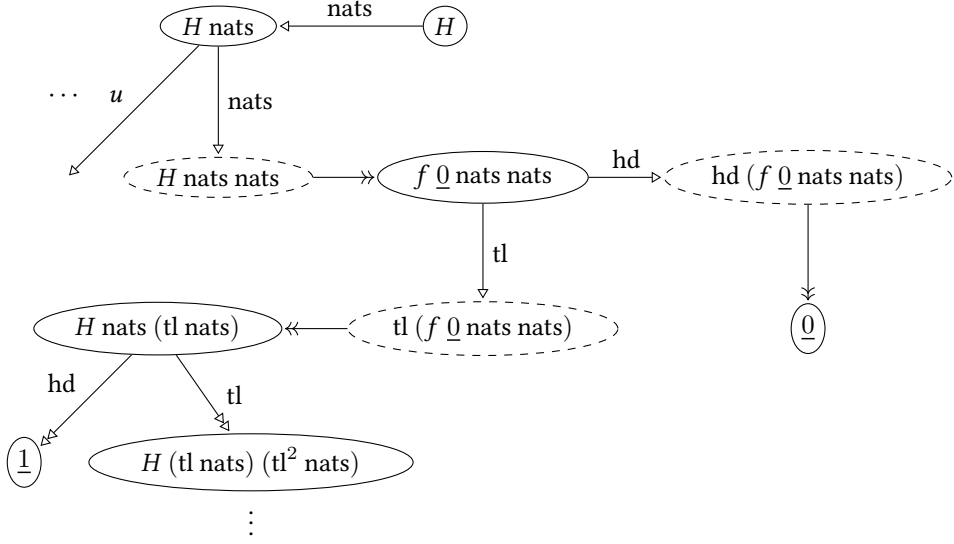 H nats
nats
H
⋯ u
nats
H nats nats
f 0 nats nats
hd
hd (f 0 nats nats)
tl
H nats (tl nats)
tl (f 0 nats nats)
0
hd
tl
1
H (tl nats) (tl² nats)
⋮